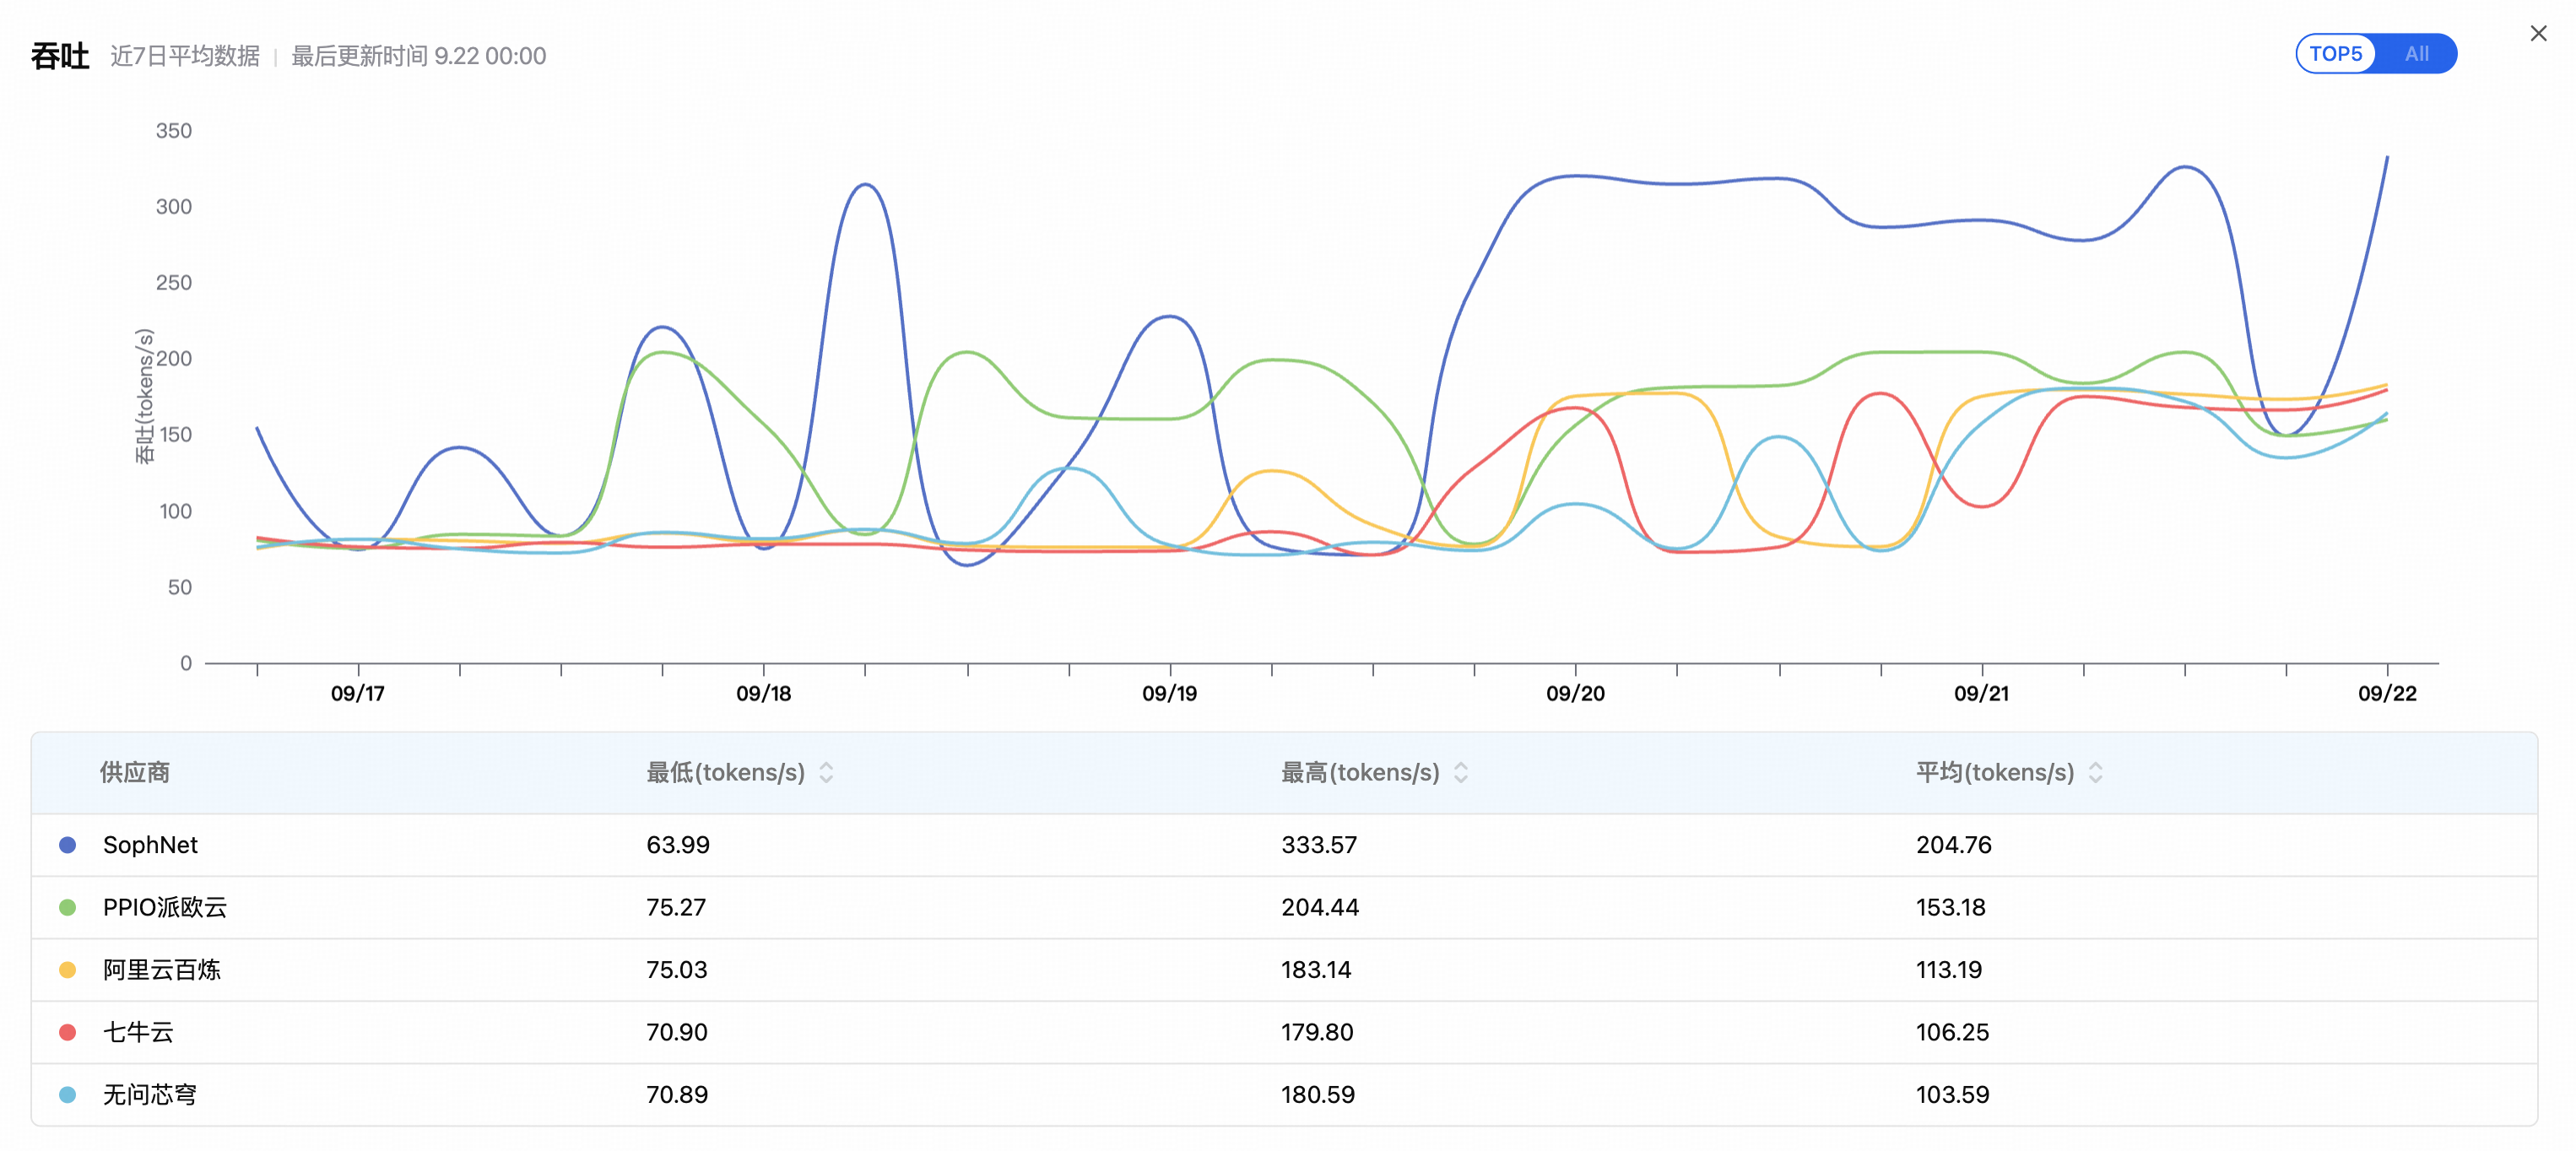 吞吐 近7日平均数据 | 最后更新时间 9.22 00:00
TOP5 All
吞吐(tokens/s)
350
300
250
200
150
100
50
0
09/17 09/18 09/19 09/20 09/21 09/22
供应商 最低(tokens/s) 最高(tokens/s) 平均(tokens/s)
SophNet 63.99 333.57 204.76
PPIO派欧云 75.27 204.44 153.18
阿里云百炼 75.03 183.14 113.19
七牛云 70.90 179.80 106.25
无问芯穹 70.89 180.59 103.59